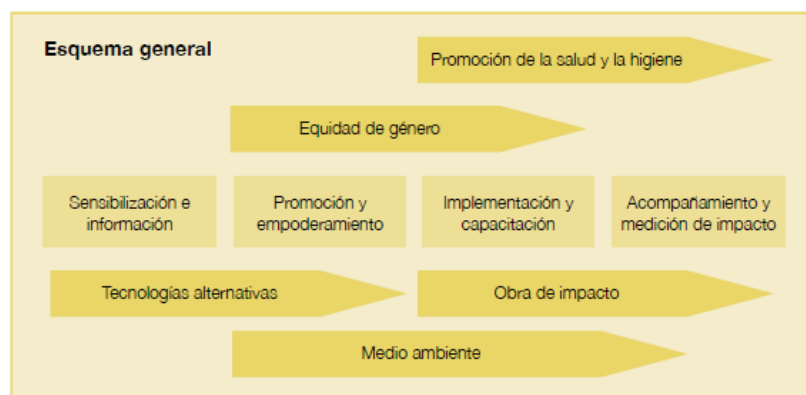 Esquema general
Promoción de la salud y la higiene
Equidad de género
Sensibilización e
información
Promoción y
empoderamiento
Implementación y
capacitación
Acompañamiento y
medición de impacto
Tecnologías alternativas
Obra de impacto
Medio ambiente